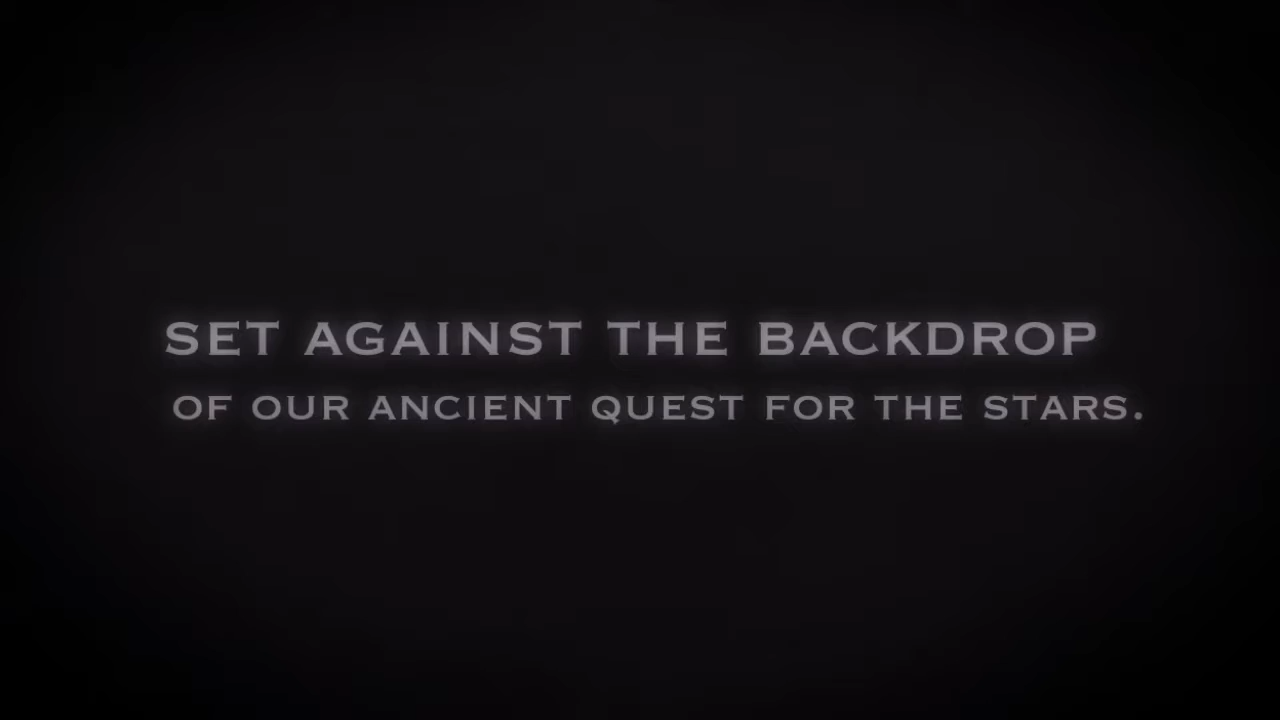 SET AGAINST THE BACKDROP
OF OUR ANCIENT QUEST FOR THE STARS.